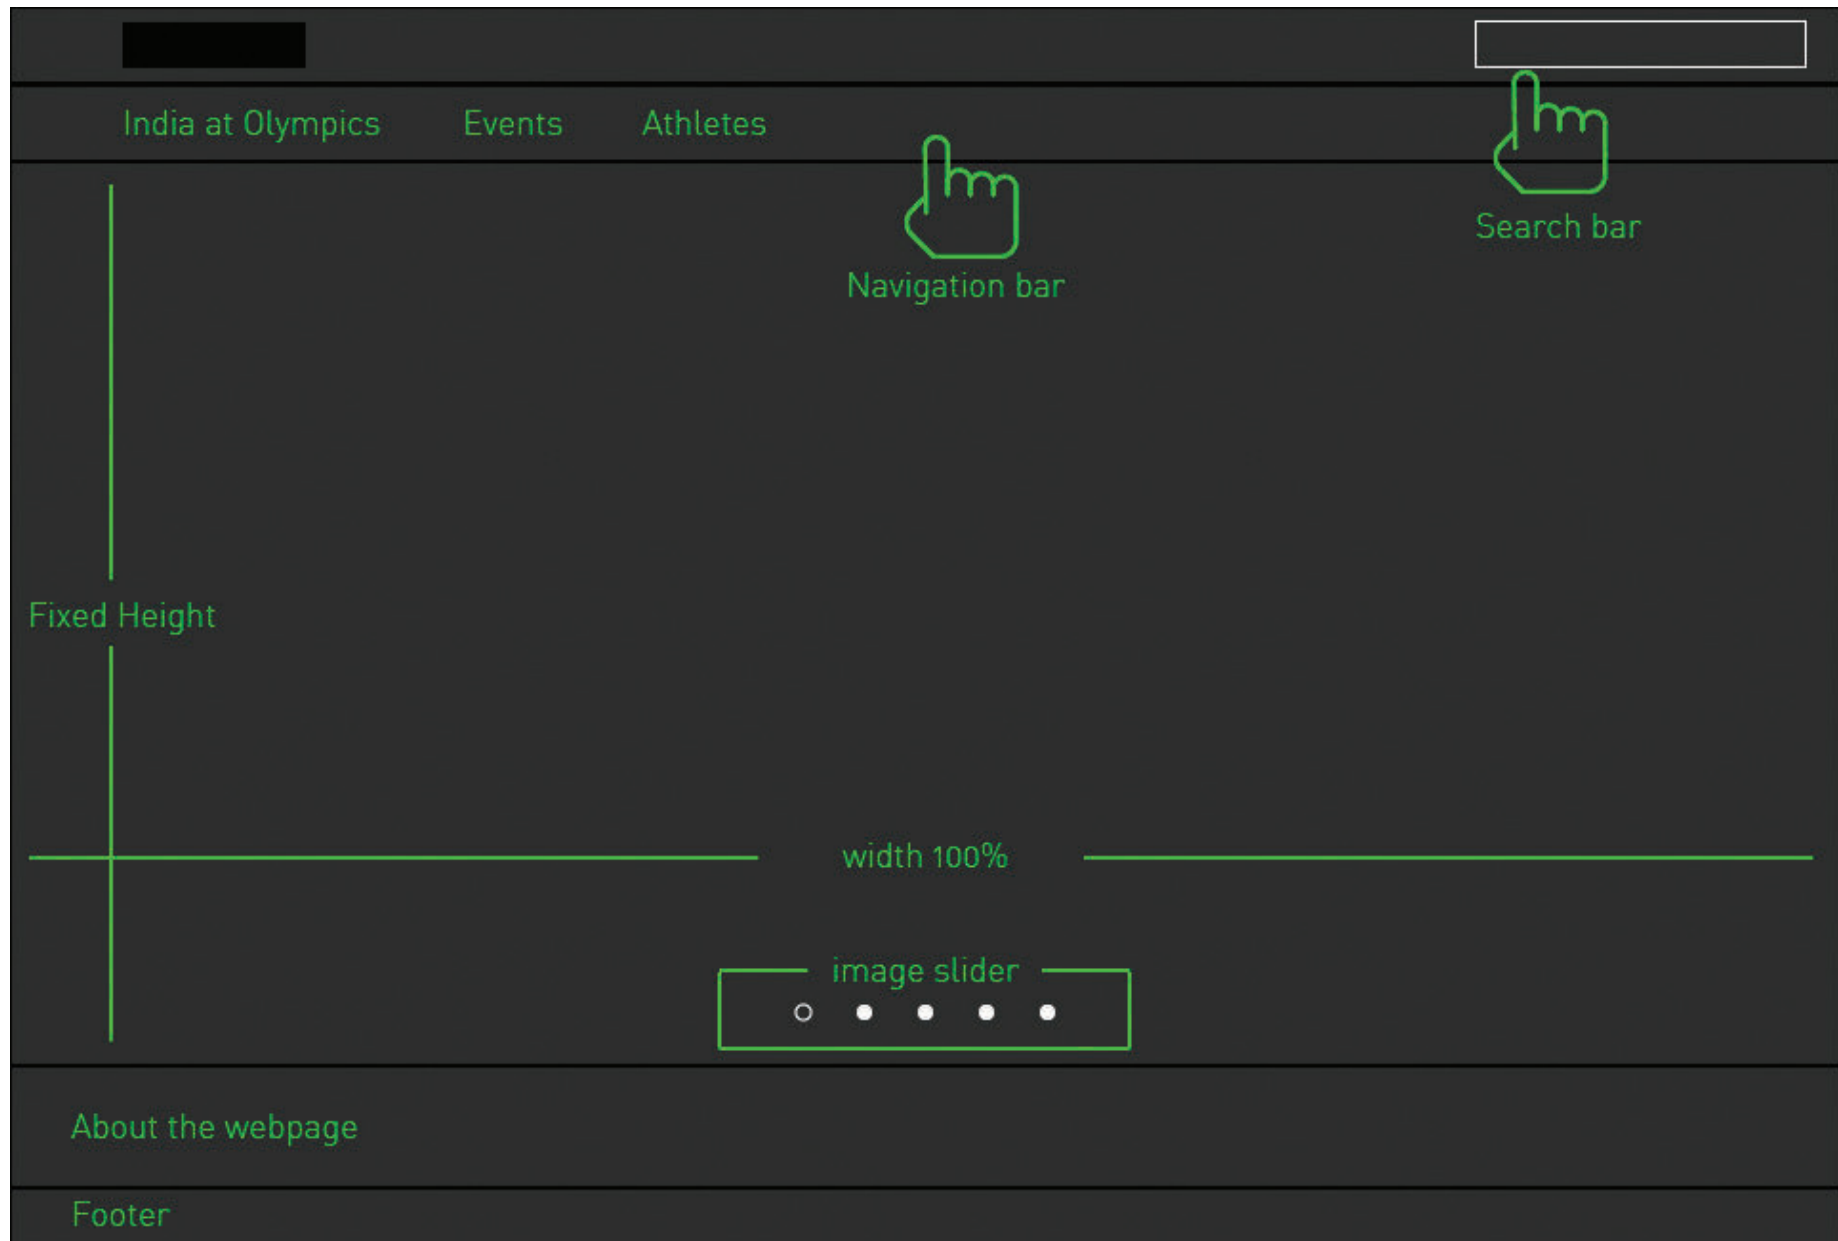 India at Olympics Events Athletes
Search bar
Navigation bar
Fixed Height
width 100%
image slider
About the webpage
Footer